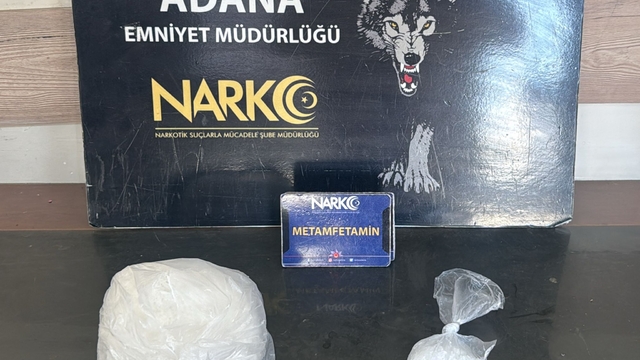 ADANA
EMNİYET MÜDÜRLÜĞÜ
NARKO
NARKOTİK SUÇLARLA MÜCADELE ŞUBE MÜDÜRLÜĞÜ
NARKO
METAMFETAMİN